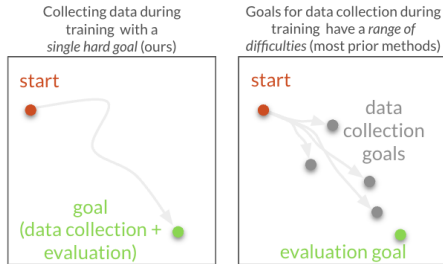 Collecting data during
training with a
single hard goal (ours)
start
goal
(data collection +
evaluation)
Goals for data collection during
training have a range of
difficulties (most prior methods)
start
data
collection
goals
evaluation goal